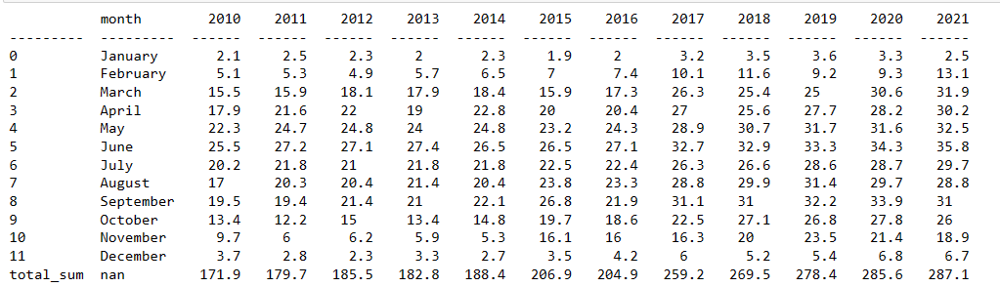 month 2010 2011 2012 2013 2014 2015 2016 2017 2018 2019 2020 2021
--------- --------- ------ ------ ------ ------ ------ ------ ------ ------ ------ ------ ------ ------
0 January 2.1 2.5 2.3 2 2.3 1.9 2 3.2 3.5 3.6 3.3 2.5
1 February 5.1 5.3 4.9 5.7 6.5 7 7.4 10.1 11.6 9.2 9.3 13.1
2 March 15.5 15.9 18.1 17.9 18.4 15.9 17.3 26.3 25.4 25 30.6 31.9
3 April 17.9 21.6 22 19 22.8 20 20.4 27 25.6 27.7 28.2 30.2
4 May 22.3 24.7 24.8 24 24.8 23.2 24.3 28.9 30.7 31.7 31.6 32.5
5 June 25.5 27.2 27.1 27.4 26.5 26.5 27.1 32.7 32.9 33.3 34.3 35.8
6 July 20.2 21.8 21 21.8 21.8 22.5 22.4 26.3 26.6 28.6 28.7 29.7
7 August 17 20.3 20.4 21.4 20.4 23.8 23.3 28.8 29.9 31.4 29.7 28.8
8 September 19.5 19.4 21.4 21 22.1 26.8 21.9 31.1 31 32.2 33.9 31
9 October 13.4 12.2 15 13.4 14.8 19.7 18.6 22.5 27.1 26.8 27.8 26
10 November 9.7 6 6.2 5.9 5.3 16.1 16 16.3 20 23.5 21.4 18.9
11 December 3.7 2.8 2.3 3.3 2.7 3.5 4.2 6 5.2 5.4 6.8 6.7
total_sum nan 171.9 179.7 185.5 182.8 188.4 206.9 204.9 259.2 269.5 278.4 285.6 287.1